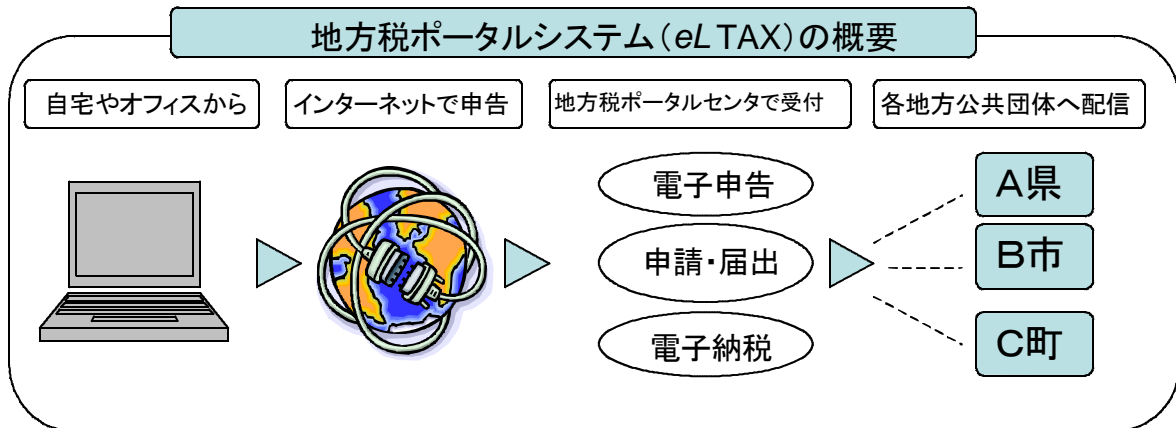 地方税ポータルシステム(eLTAX)の概要
自宅やオフィスから
インターネットで申告
地方税ポータルセンタで受付
各地方公共団体へ配信
電子申告
申請・届出
電子納税
A県
B市
C町